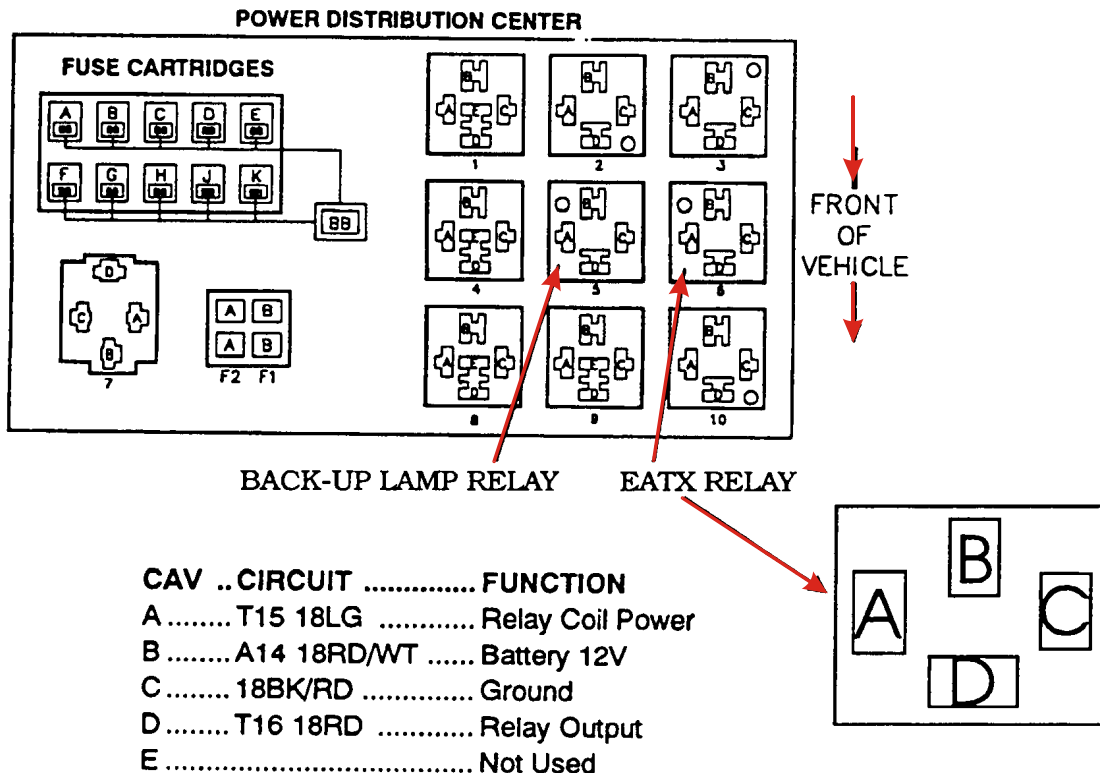 POWER DISTRIBUTION CENTER
FUSE CARTRIDGES
A B C D E
F G H J K
BB
D
C A
B
7
A B
A B
F2 F1
B
A E C
D
1
B
A C
D
2
B
A C
D
3
B
A E C
D
4
B
A C
D
5
B
A C
D
6
B
A E C
D
8
B
A E C
D
9
B
A C
D
10
FRONT
OF
VEHICLE
BACK-UP LAMP RELAY
EATX RELAY
B
A C
D
CAV ..CIRCUIT .............. FUNCTION
A ........ T15 18LG ............ Relay Coil Power
B ........ A14 18RD/WT ...... Battery 12V
C ........ 18BK/RD .............. Ground
D ........ T16 18RD ............ Relay Output
E ....................................... Not Used